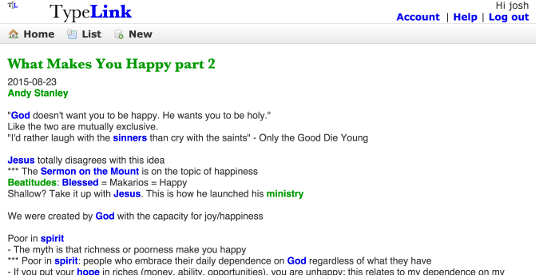 T|L TypeLink Hi josh
Account | Help | Log out
Home List New
What Makes You Happy part 2
2015-08-23
Andy Stanley
"God doesn't want you to be happy. He wants you to be holy."
Like the two are mutually exclusive.
"I'd rather laugh with the sinners than cry with the saints" - Only the Good Die Young
Jesus totally disagrees with this idea
*** The Sermon on the Mount is on the topic of happiness
Beatitudes: Blessed = Makarios = Happy
Shallow? Take it up with Jesus. This is how he launched his ministry
We were created by God with the capacity for joy/happiness
Poor in spirit
- The myth is that richness or poorness make you happy
*** Poor in spirit: people who embrace their daily dependence on God regardless of what they have
- If you put your hope in riches (money, ability, opportunities), you are unhappy; this relates to my dependence on my